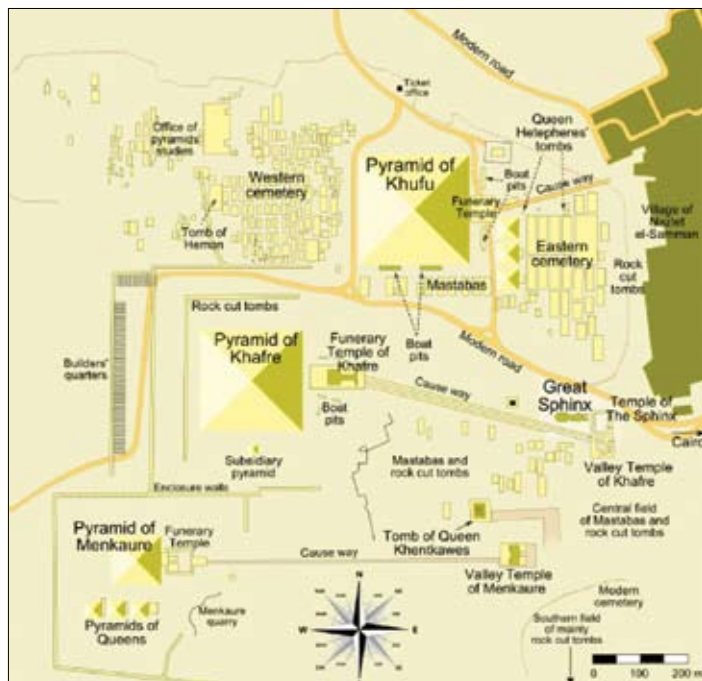 Modern road
Ticket
office
Office of
pyramids
studies
Queen
Hetepheres'
tombs
Pyramid of
Khufu
Western
cemetery
Boat
pits
Cause way
Tomb of
Hemon
Funerary
Temple
Eastern
cemetery
Village of
Nazlet
el-Samman
Rock
cut
tombs
Mastabas
Rock cut tombs
Boat
pits
Modern road
Pyramid of
Khafre
Funerary
Temple of
Khafre
Builders'
quarters
Cause way
Great
Sphinx
Temple of
The Sphinx
Cairo
Boat
pits
Subsidiary
pyramid
Mastabas and
rock cut tombs
Valley Temple
of Khafre
Enclosure walls
Central field
of Mastabas and
rock cut tombs
Pyramid of
Menkaure
Funerary
Temple
Tomb of Queen
Khentkawes
Cause way
Valley Temple
of Menkaure
N
W
E
S
Menkaure
quarry
Pyramids
of Queens
Modern
cemetery
Southern field
of mainly
rock cut tombs
0 100 200 m